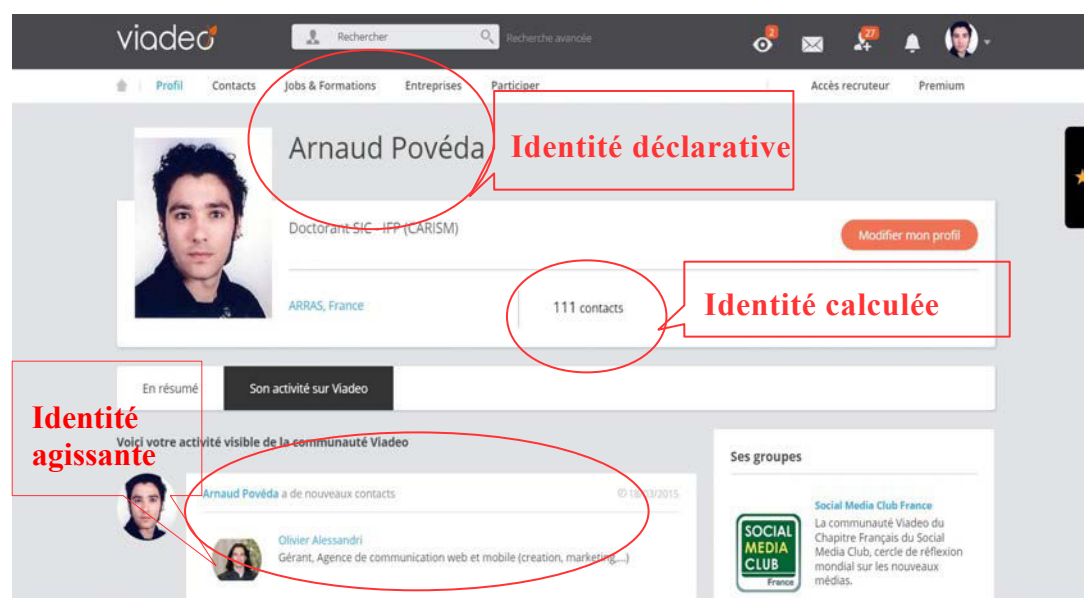 viadeo
Rechercher
Recherche avancée
2
27
Profil Contacts Jobs & Formations Entreprises Participer Accès recruteur Premium
Arnaud Povéda
Identité déclarative
Doctorant SIC - IFP (CARISM)
Modifier mon profil
ARRAS, France
111 contacts
Identité calculée
En résumé
Son activité sur Viadeo
Identité
agissante
Voici votre activité visible de la communauté Viadeo
Arnaud Povéda a de nouveaux contacts
18/03/2015
Olivier Alessandri
Gérant, Agence de communication web et mobile (creation, marketing,...)
Ses groupes
SOCIAL
MEDIA
CLUB
France
Social Media Club France
La communauté Viadeo du
Chapitre Français du Social
Media Club, cercle de réflexion
mondial sur les nouveaux
médias.